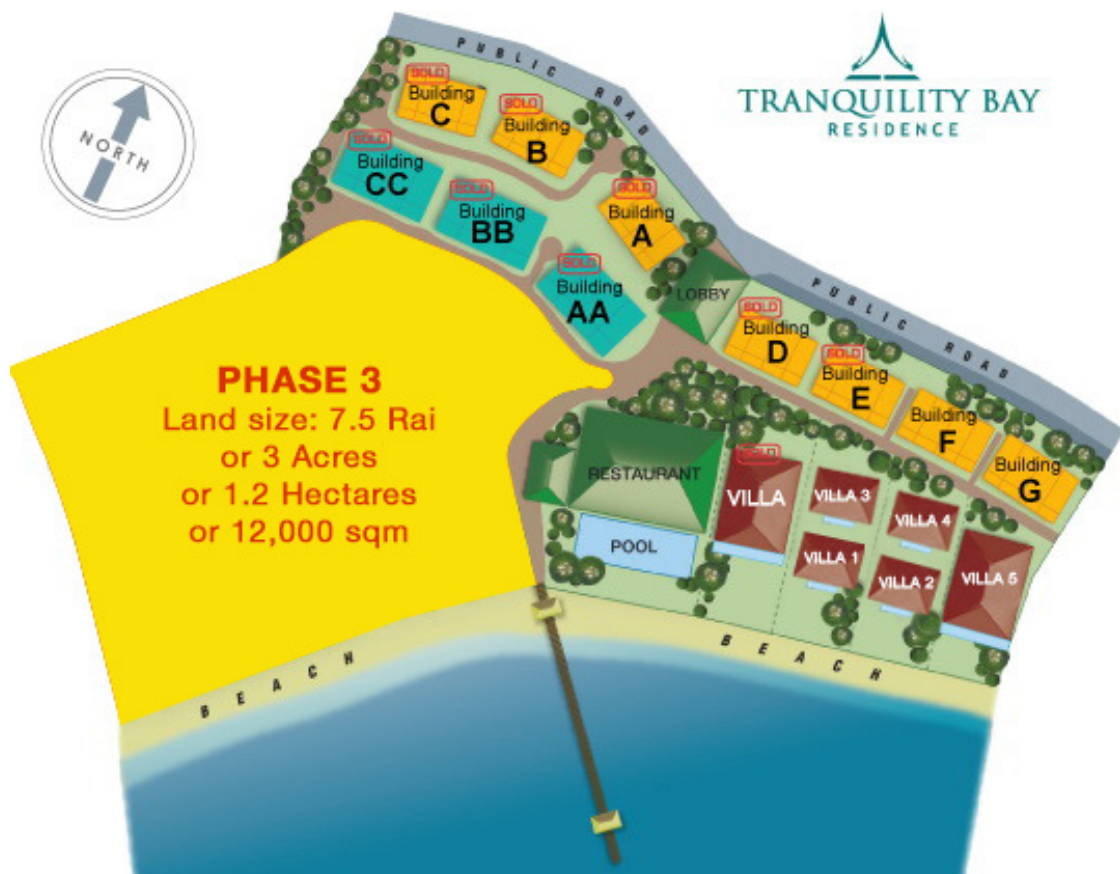 TRANQUILITY BAY
RESIDENCE
NORTH
PUBLIC ROAD
SOLD
Building
C
SOLD
Building
B
SOLD
Building
CC
SOLD
Building
BB
SOLD
Building
A
SOLD
Building
AA
LOBBY
PUBLIC ROAD
SOLD
Building
D
SOLD
Building
E
Building
F
Building
G
PHASE 3
Land size: 7.5 Rai
or 3 Acres
or 1.2 Hectares
or 12,000 sqm
RESTAURANT
POOL
SOLD
VILLA
VILLA 3
VILLA 4
VILLA 1
VILLA 2
VILLA 5
BEACH
BEACH